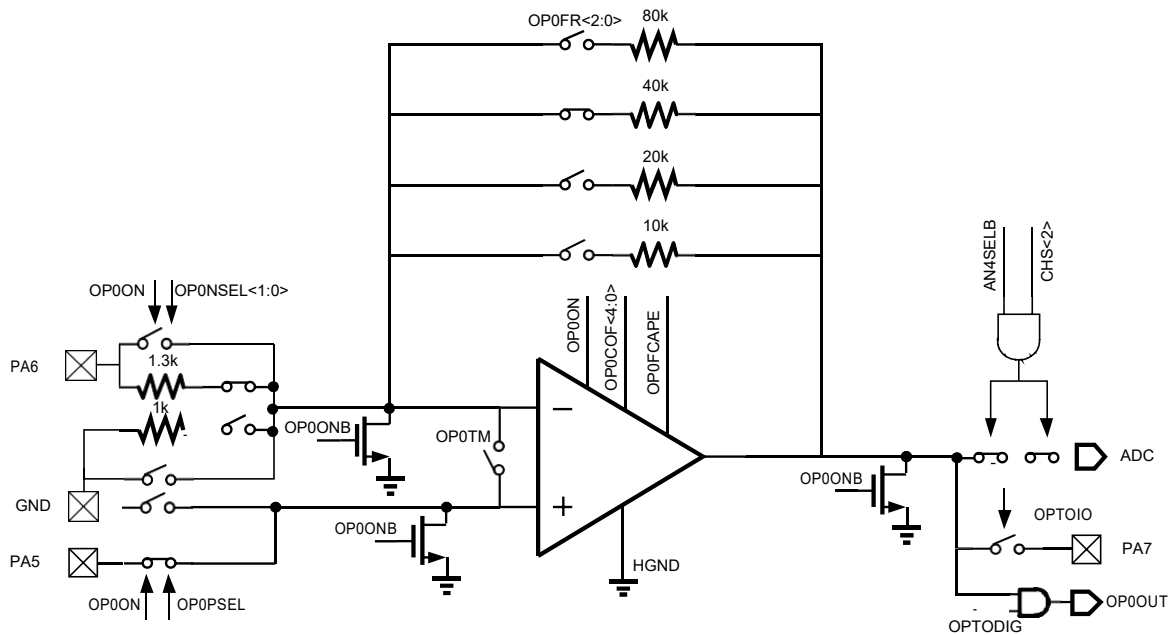 OP0FR<2:0>
80k
40k
20k
10k
AN4SELB
CHS<2>
OP0ON
OP0NSEL<1:0>
OP0ON
OP0COF<4:0>
OP0FCAPE
PA6
1.3k
1k
OP0ONB
OP0TM
ADC
OP0ONB
GND
OP0ONB
OPTOIO
PA7
PA5
HGND
OP0ON
OP0PSEL
OP0OUT
OPTODIG